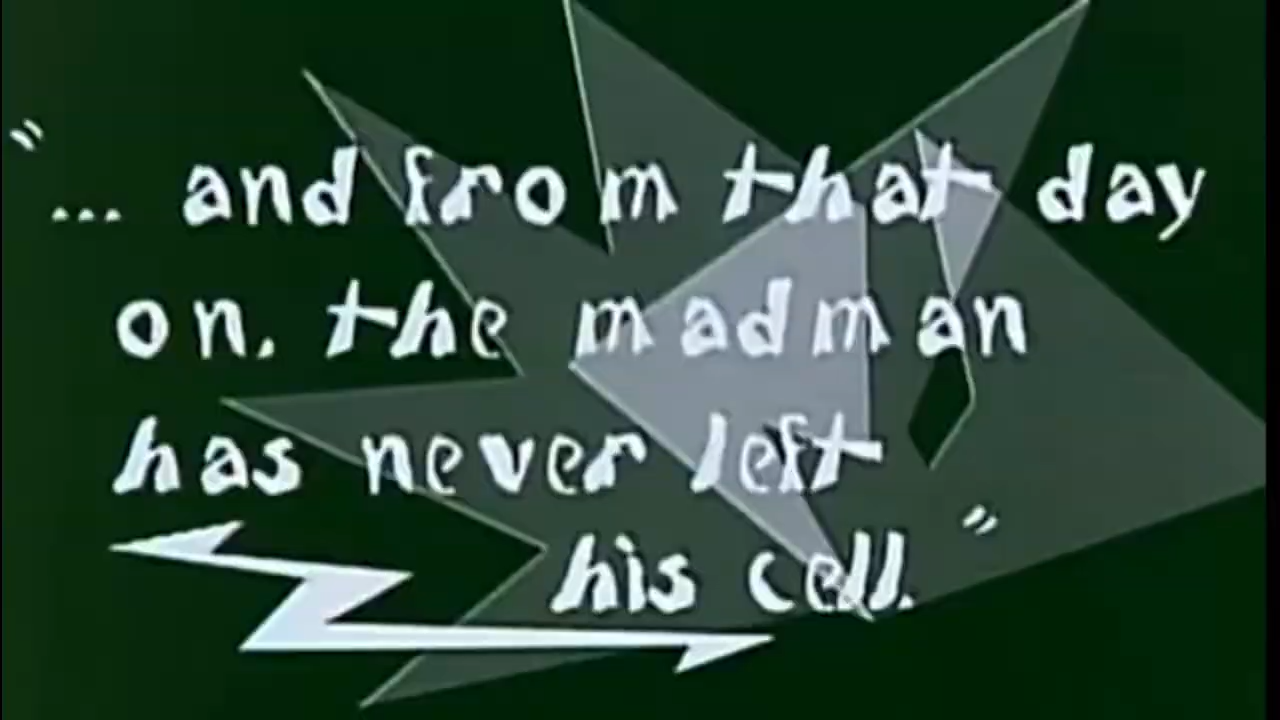 "... and from that day
on, the madman
has never left
his cell."